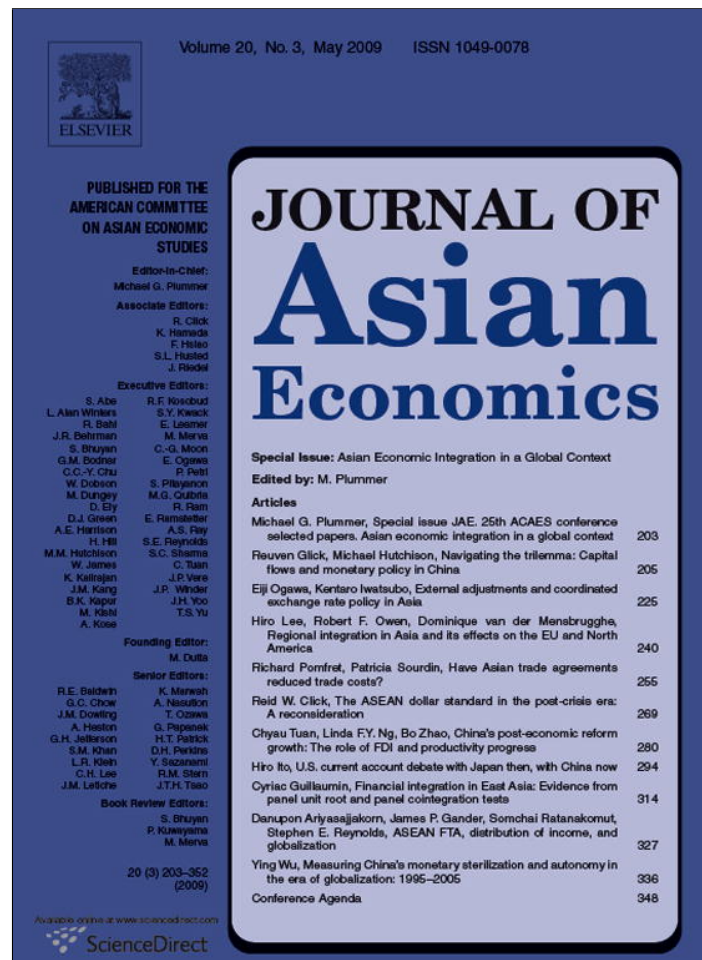 Volume 20, No. 3, May 2009 ISSN 1049-0078
ELSEVIER
PUBLISHED FOR THE
AMERICAN COMMITTEE
ON ASIAN ECONOMIC
STUDIES
Editor-in-Chief:
Michael G. Plummer
Associate Editors:
R. Click
K. Hamada
F. Hsiao
S.L. Husted
J. Riedel
Executive Editors:
S. Abe R.F. Kosobud
L. Alan Winters S.Y. Kwack
R. Bahl E. Leamer
J.R. Behrman M. Merva
S. Bhuyan C.-G. Moon
G.M. Bodnar E. Ogawa
C.C.-Y. Chu P. Petri
W. Dobson S. Pitayanon
M. Dungey M.G. Quibria
D. Ely R. Ram
D.J. Green E. Ramstetter
A.E. Harrison A.S. Ray
H. Hill S.E. Reynolds
M.M. Hutchison S.C. Sharma
W. James C. Tuan
K. Kalirajan J.P. Vere
J.M. Kang J.P. Winder
B.K. Kapur J.H. Yoo
M. Kishi T.S. Yu
A. Kose
Founding Editor:
M. Dutta
Senior Editors:
R.E. Baldwin K. Marwah
G.C. Chow A. Nasution
J.M. Dowling T. Ozawa
A. Heston G. Papanek
G.H. Jefferson H.T. Patrick
S.M. Khan D.H. Perkins
L.R. Klein Y. Sazanami
C.H. Lee R.M. Stern
J.M. Letiche J.T.H. Tsao
Book Review Editors:
S. Bhuyan
P. Kuwayama
M. Merva
20 (3) 203–352
(2009)
Available online at www.sciencedirect.com
ScienceDirect
JOURNAL OF
Asian
Economics
Special Issue: Asian Economic Integration in a Global Context
Edited by: M. Plummer
Articles
Michael G. Plummer, Special issue JAE. 25th ACAES conference
selected papers. Asian economic integration in a global context 203
Reuven Glick, Michael Hutchison, Navigating the trilemma: Capital
flows and monetary policy in China 205
Eiji Ogawa, Kentaro Iwatsubo, External adjustments and coordinated
exchange rate policy in Asia 225
Hiro Lee, Robert F. Owen, Dominique van der Mensbrugghe,
Regional integration in Asia and its effects on the EU and North
America 240
Richard Pomfret, Patricia Sourdin, Have Asian trade agreements
reduced trade costs? 255
Reid W. Click, The ASEAN dollar standard in the post-crisis era:
A reconsideration 269
Chyau Tuan, Linda F.Y. Ng, Bo Zhao, China's post-economic reform
growth: The role of FDI and productivity progress 280
Hiro Ito, U.S. current account debate with Japan then, with China now 294
Cyriac Guillaumin, Financial integration in East Asia: Evidence from
panel unit root and panel cointegration tests 314
Danupon Ariyasajjakorn, James P. Gander, Somchai Ratanakomut,
Stephen E. Reynolds, ASEAN FTA, distribution of income, and
globalization 327
Ying Wu, Measuring China's monetary sterilization and autonomy in
the era of globalization: 1995–2005 336
Conference Agenda 348